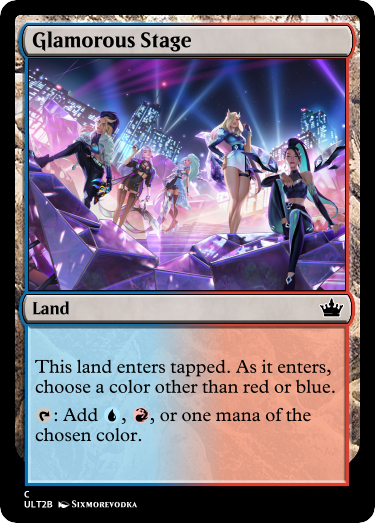 Glamorous Stage
Land
This land enters tapped. As it enters,
choose a color other than red or blue.
: Add , , or one mana of the
chosen color.
C
ULT2B SIXMOREVODKA